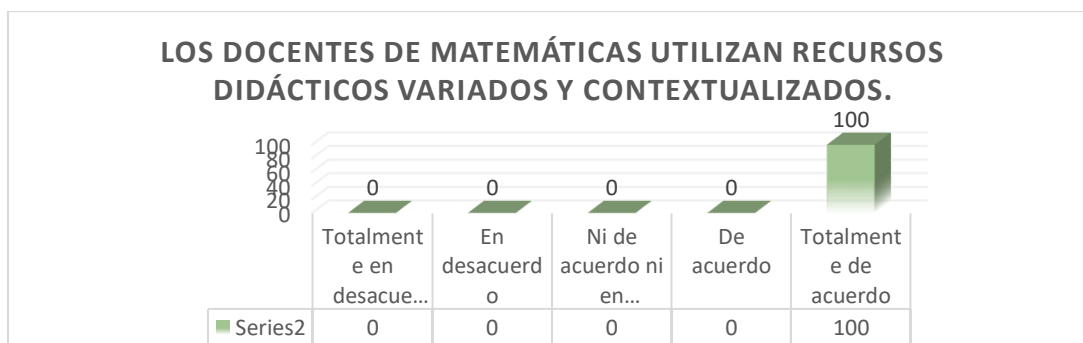 LOS DOCENTES DE MATEMÁTICAS UTILIZAN RECURSOS
DIDÁCTICOS VARIADOS Y CONTEXTUALIZADOS.
100
80
60
40
20
0
0
0
0
0
100
Totalment
e en
desacue...
En
desacuerd
o
Ni de
acuerdo ni
en...
De
acuerdo
Totalment
e de
acuerdo
Series2 0 0 0 0 100